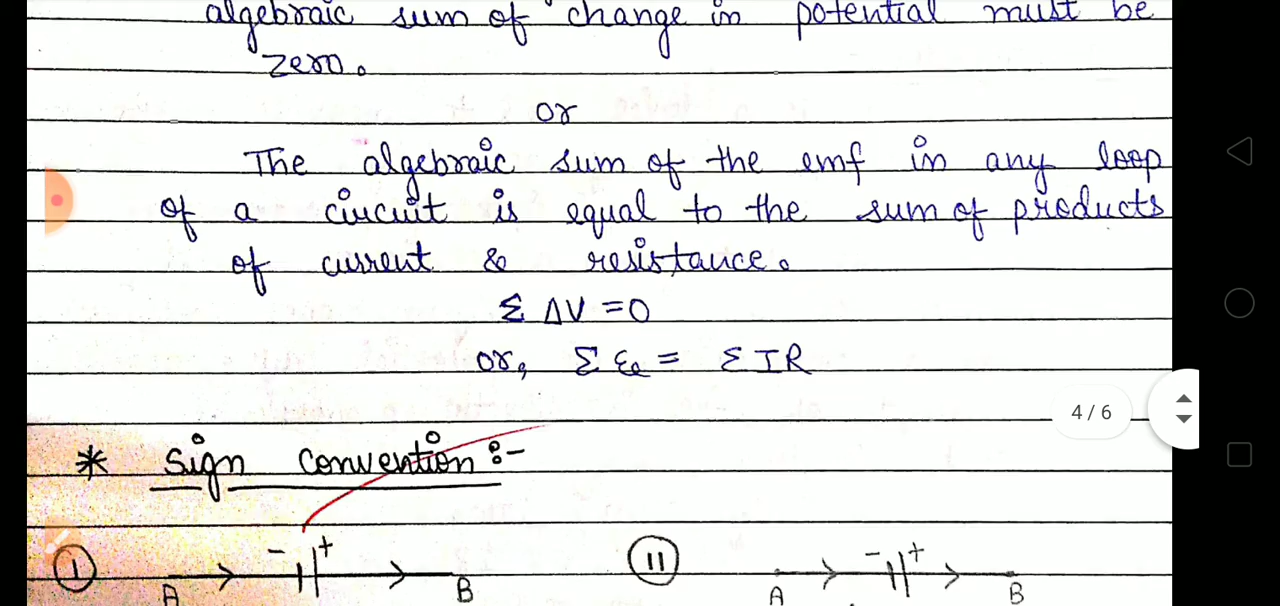 algebraic sum of change in potential must be
zero.
or
The algebraic sum of the emf in any loop
of a circuit is equal to the sum of products
of current & resistance.
Σ ΔV = 0
or, Σ εe = Σ IR
4 / 6
* Sign convention :-
I - + II - +
A B A B